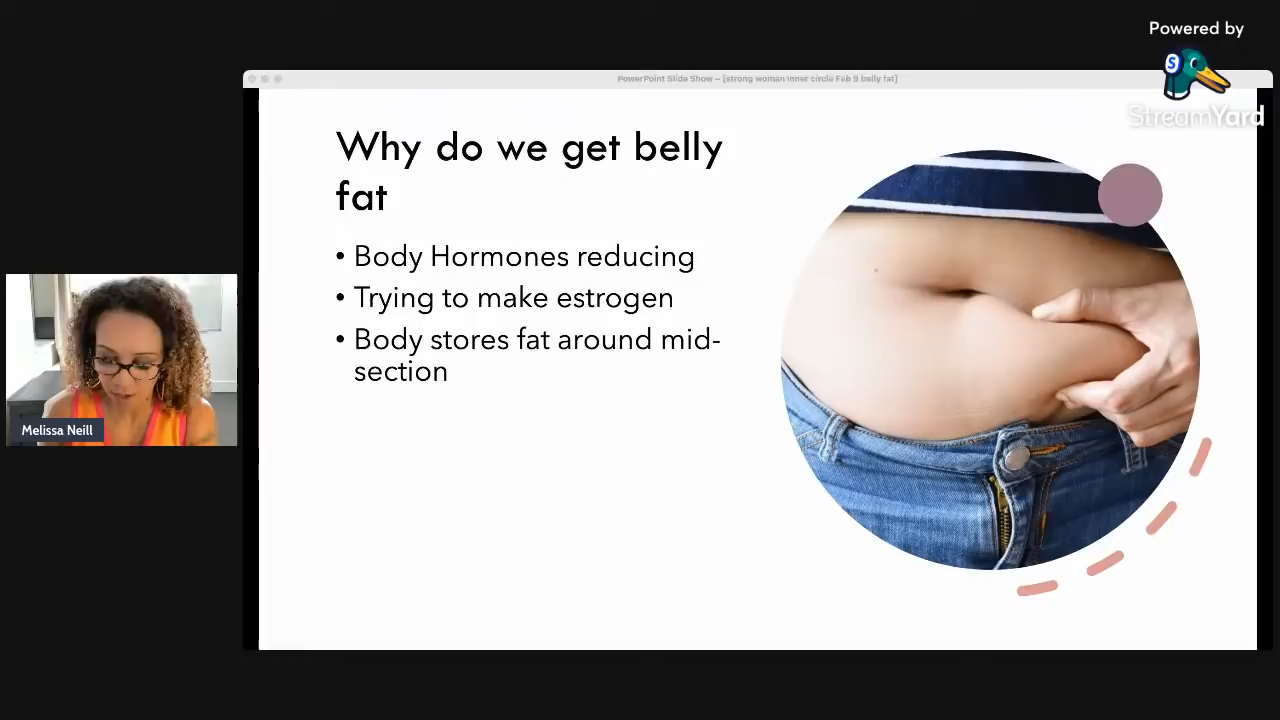 Powered by
S
StreamYard
PowerPoint Slide Show – [strong woman inner circle Feb 9 belly fat]
Why do we get belly
fat
• Body Hormones reducing
• Trying to make estrogen
• Body stores fat around mid-
section
Melissa Neill